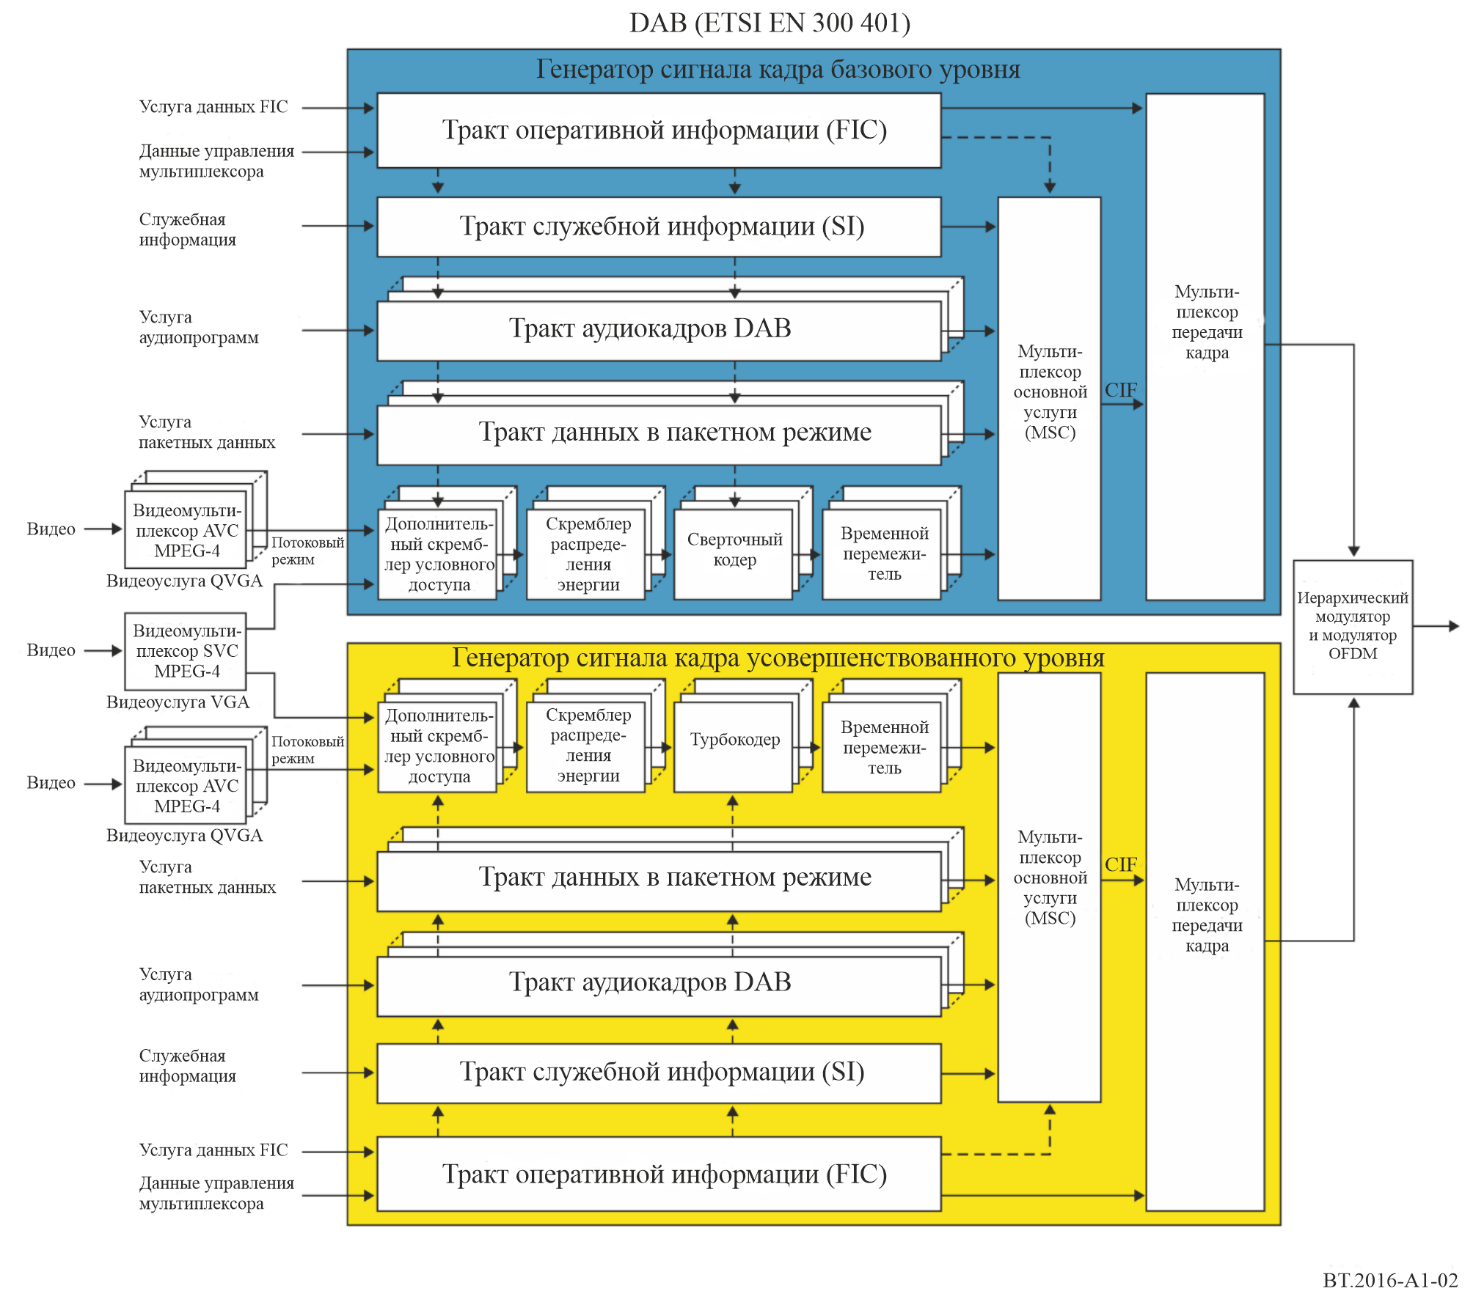 DAB (ETSI EN 300 401)
Генератор сигнала кадра базового уровня
Услуга данных FIC
Данные управления
мультиплексора
Тракт оперативной информации (FIC)
Служебная
информация
Тракт служебной информации (SI)
Услуга
аудиопрограмм
Тракт аудиокадров DAB
Услуга
пакетных данных
Тракт данных в пакетном режиме
Видео
Видеомульти-
плексор AVC
MPEG-4
Потоковый
режим
Видеоуслуга QVGA
Дополнитель-
ный скремб-
лер условного
доступа
Скремблер
распреде-
ления
энергии
Сверточный
кодер
Временной
перемежи-
тель
Мульти-
плексор
основной
услуги
(MSC)
CIF
Мульти-
плексор
передачи
кадра
Видео
Видеомульти-
плексор SVC
MPEG-4
Видеоуслуга VGA
Иерархический
модулятор
и модулятор
OFDM
Генератор сигнала кадра усовершенствованного уровня
Видео
Видеомульти-
плексор AVC
MPEG-4
Потоковый
режим
Видеоуслуга QVGA
Дополнитель-
ный скремб-
лер условного
доступа
Скремблер
распреде-
ления
энергии
Турбокодер
Временной
перемежи-
тель
Услуга
пакетных данных
Тракт данных в пакетном режиме
Услуга
аудиопрограмм
Тракт аудиокадров DAB
Служебная
информация
Тракт служебной информации (SI)
Услуга данных FIC
Данные управления
мультиплексора
Тракт оперативной информации (FIC)
Мульти-
плексор
основной
услуги
(MSC)
CIF
Мульти-
плексор
передачи
кадра
BT.2016-A1-02